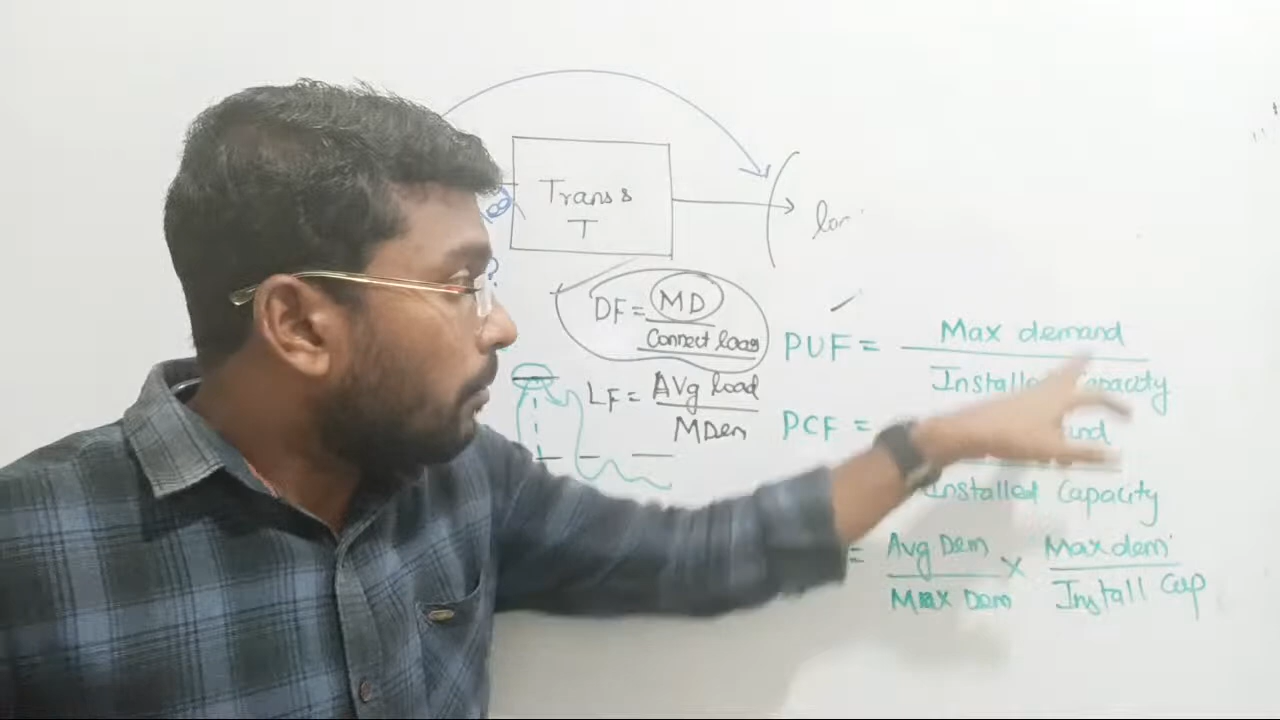 Trans
T
DF = MD
Connect load
LF = Avg load
MDem
PUF = Max demand
Installed Capacity
PCF =
Installed Capacity
= Avg Dem × Max dem
Max Dem Install Cap